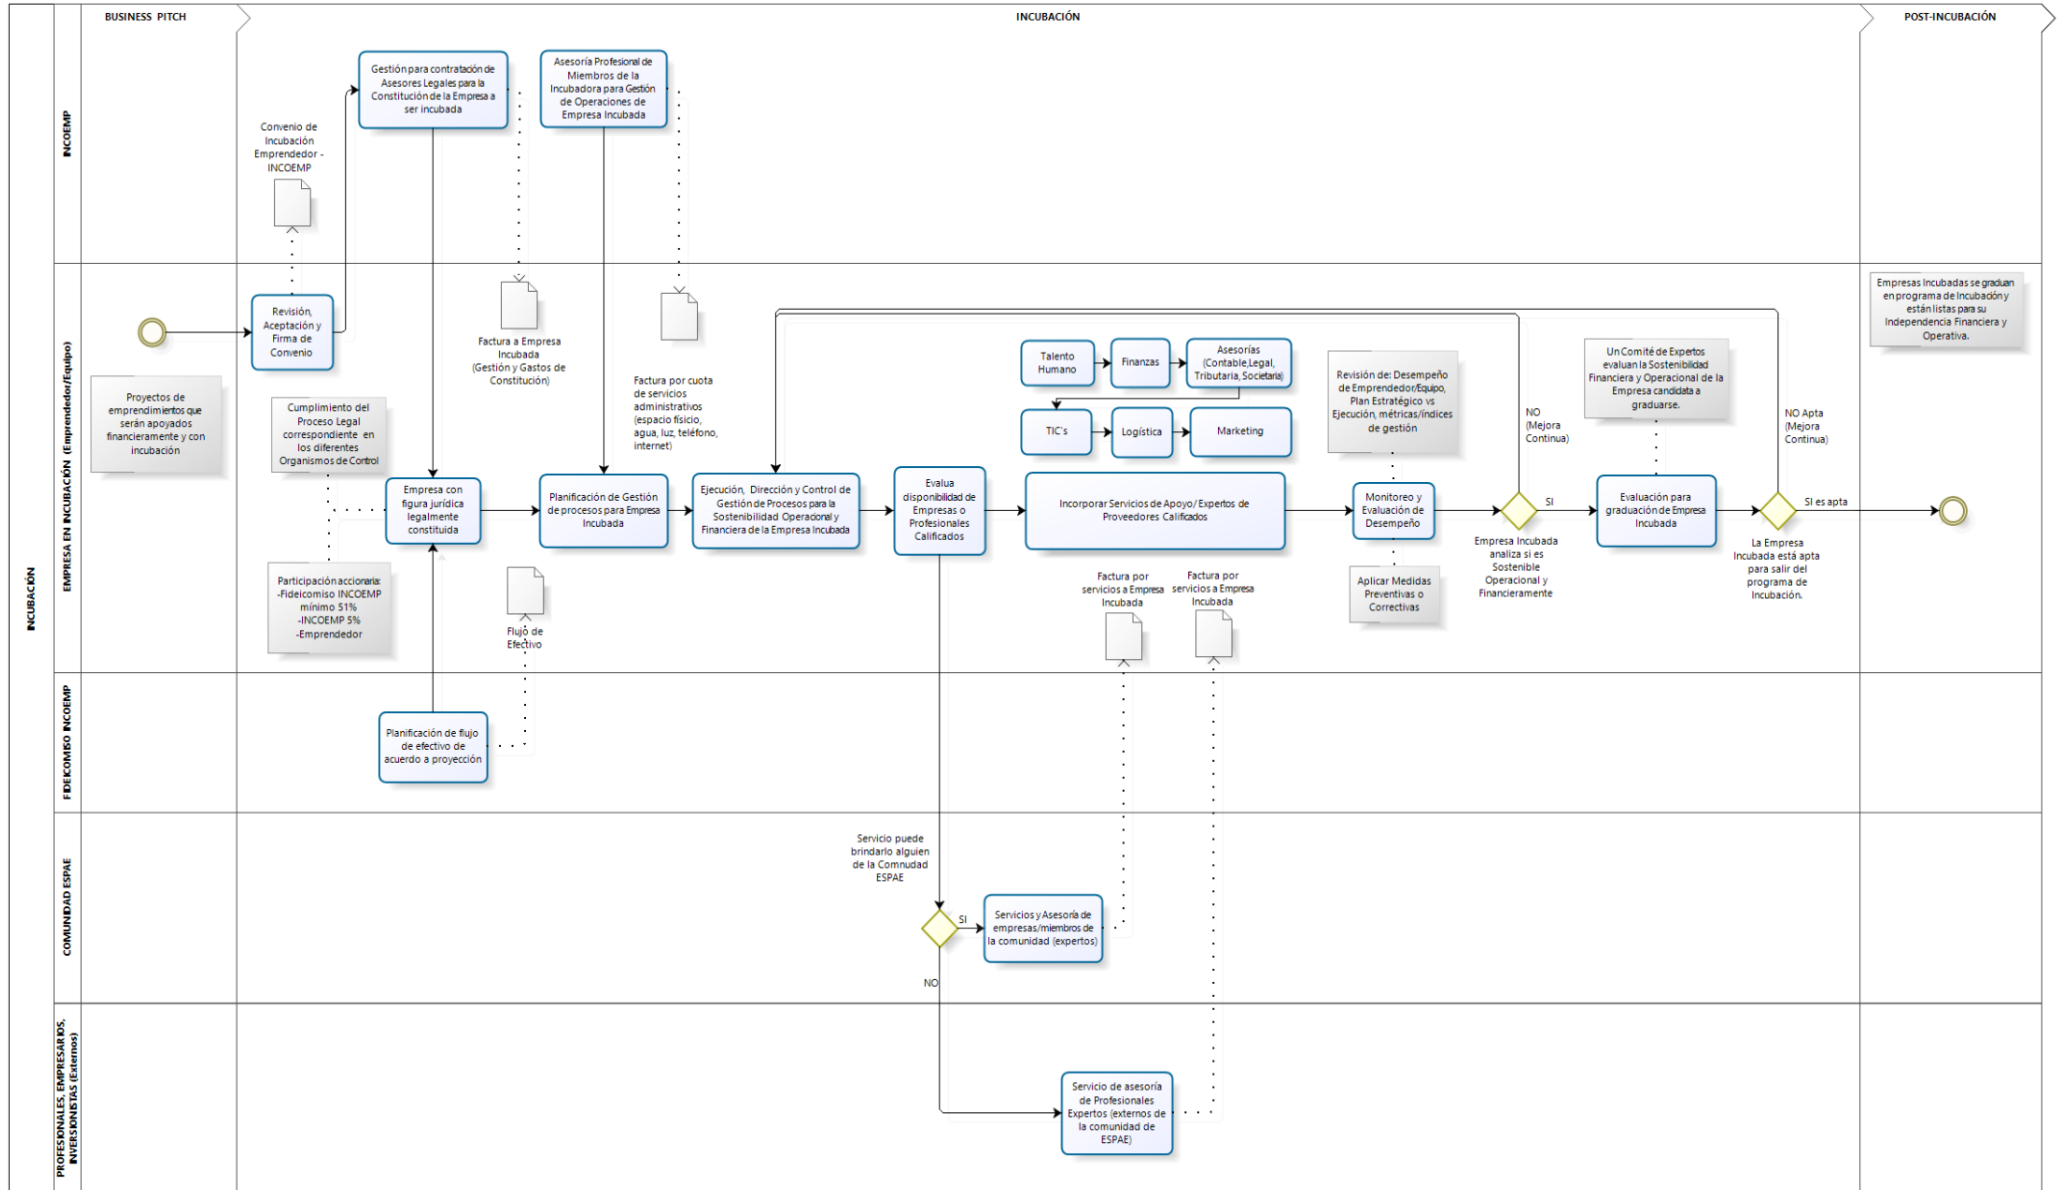 BUSINESS PITCH
INCUBACIÓN
POST-INCUBACIÓN
INCUBACIÓN
INCOEMP
Gestión para contratación de
Asesores Legales para la
Constitución de la Empresa a
ser incubada
Asesoría Profesional de
Miembros de la
Incubadora para Gestión
de Operaciones de
Empresa Incubada
Convenio de
Incubación
Emprendedor -
INCOEMP
EMPRESA EN INCUBACIÓN (Emprendedor/Equipo)
Revisión,
Aceptación y
Firma de
Convenio
Proyectos de
emprendimientos que
serán apoyados
financieramente y con
incubación
Factura a Empresa
Incubada
(Gestión y Gastos de
Constitución)
Factura por cuota
de servicios
administrativos
(espacio físicio,
agua, luz, teléfono,
internet)
Cumplimiento del
Proceso Legal
correspondiente en
los diferentes
Organismos de Control
Empresa con
figura jurídica
legalmente
constituida
Participación accionaria:
-Fideicomiso INCOEMP
mínimo 51%
-INCOEMP 5%
-Emprendedor
Flujo de
Efectivo
Planificación de Gestión
de procesos para Empresa
Incubada
Ejecución, Dirección y Control de
Gestión de Procesos para la
Sostenibilidad Operacional y
Financiera de la Empresa Incubada
Evalua
disponibilidad de
Empresas o
Profesionales
Calificados
Talento
Humano
Finanzas
Asesorías
(Contable,Legal,
Tributaria, Societaria)
TIC's
Logística
Marketing
Incorporar Servicios de Apoyo/ Expertos de
Proveedores Calificados
Factura por
servicios a Empresa
Incubada
Factura por
servicios a Empresa
Incubada
Revisión de: Desempeño
de Emprendedor/Equipo,
Plan Estratégico vs
Ejecución, métricas/índices
de gestión
Monitoreo y
Evaluación de
Desempeño
Aplicar Medidas
Preventivas o
Correctivas
NO
(Mejora
Continua)
SI
Empresa Incubada
analiza si es
Sostenible
Operacional y
Financieramente
Un Comité de Expertos
evaluan la Sostenibilidad
Financiera y Operacional de la
Empresa candidata a
graduarse.
Evaluación para
graduación de Empresa
Incubada
NO Apta
(Mejora
Continua)
SI es apta
La Empresa
Incubada está apta
para salir del
programa de
Incubación.
Empresas Incubadas se graduan
en programa de Incubación y
están listas para su
Independencia Financiera y
Operativa.
FIDEICOMISO INCOEMP
Planificación de flujo
de efectivo de
acuerdo a proyección
COMUNIDAD ESPAE
Servicio puede
brindarlo alguien
de la Comnudad
ESPAE
SI
Servicios y Asesoría de
empresas/miembros de
la comunidad (expertos)
NO
PROFESIONALES, EMPRESARIOS,
INVERSIONISTAS (Externos)
Servicio de asesoría
de Profesionales
Expertos (externos de
la comunidad de
ESPAE)